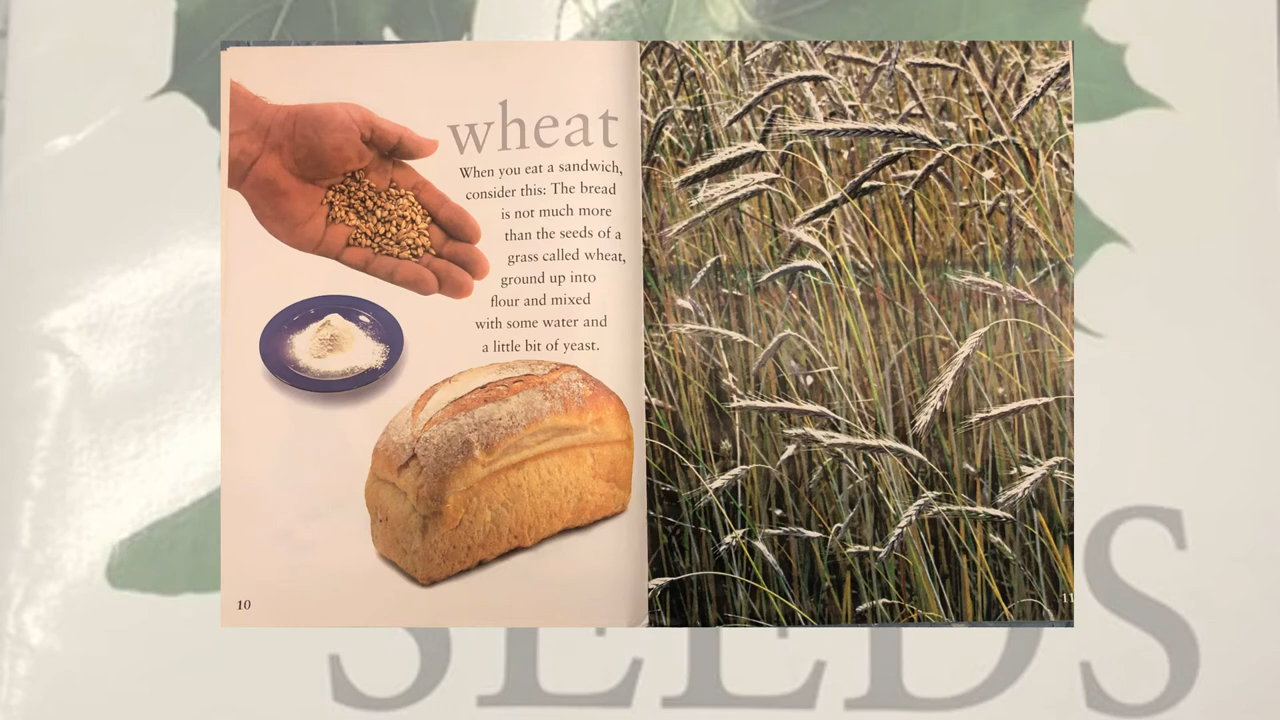 wheat
When you eat a sandwich,
consider this: The bread
is not much more
than the seeds of a
grass called wheat,
ground up into
flour and mixed
with some water and
a little bit of yeast.
10
11
SEEDS